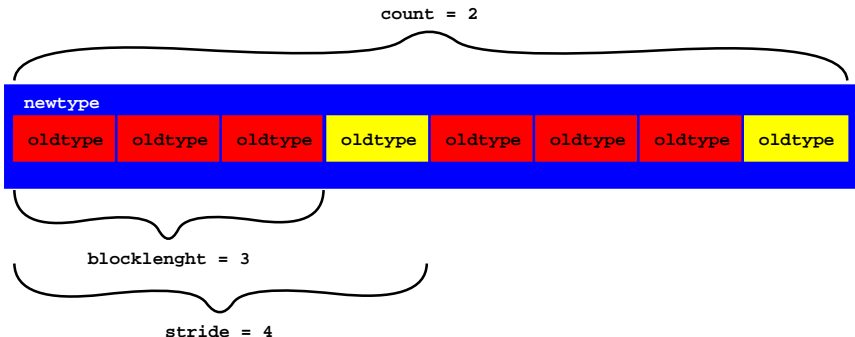 count = 2
newtype
oldtype oldtype oldtype oldtype oldtype oldtype oldtype oldtype
blocklenght = 3
stride = 4